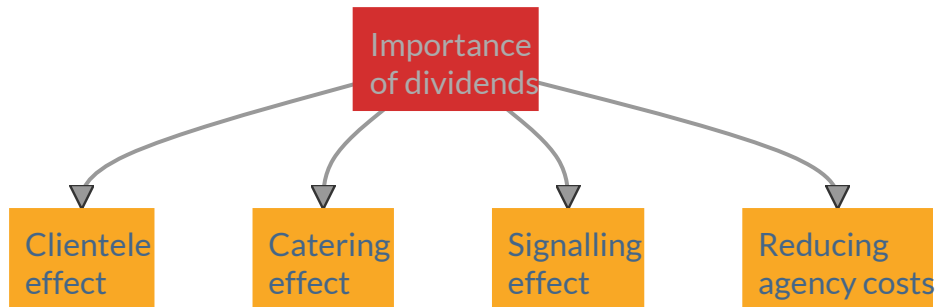 Importance
of dividends
Clientele
effect
Catering
effect
Signalling
effect
Reducing
agency costs